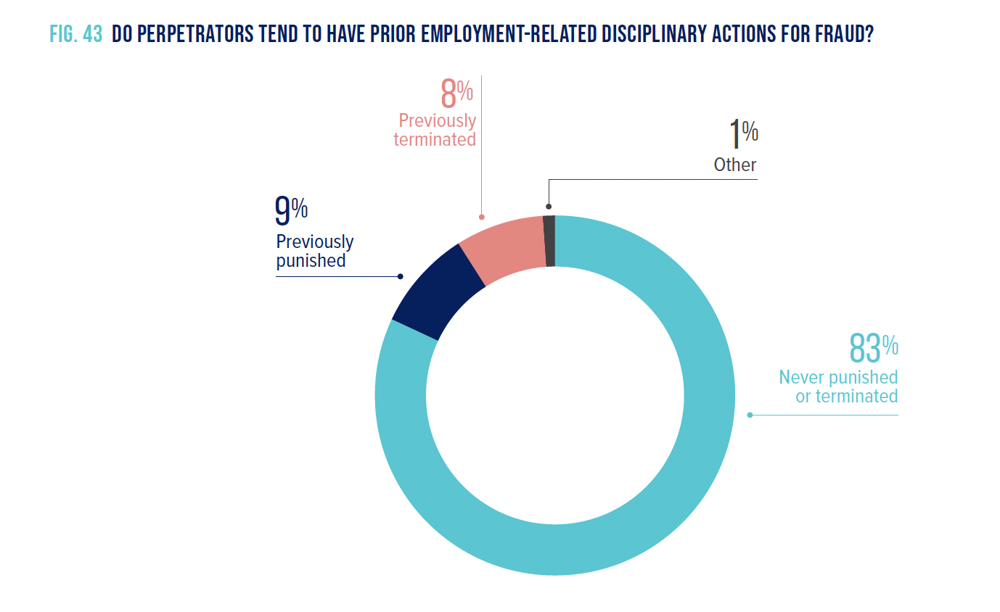 FIG. 43 DO PERPETRATORS TEND TO HAVE PRIOR EMPLOYMENT-RELATED DISCIPLINARY ACTIONS FOR FRAUD?
8%
Previously
terminated
1%
Other
9%
Previously
punished
83%
Never punished
or terminated